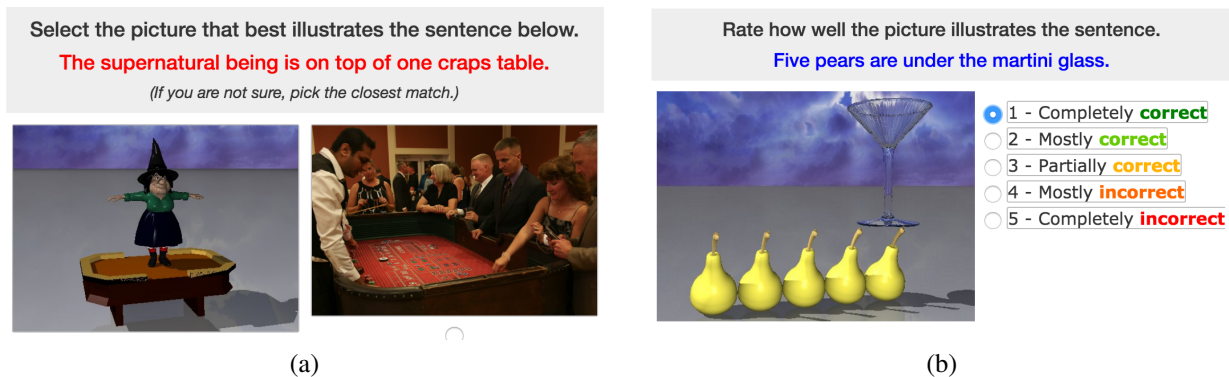 Select the picture that best illustrates the sentence below.
The supernatural being is on top of one craps table.
(If you are not sure, pick the closest match.)
(a)
Rate how well the picture illustrates the sentence.
Five pears are under the martini glass.
1 - Completely correct
2 - Mostly correct
3 - Partially correct
4 - Mostly incorrect
5 - Completely incorrect
(b)